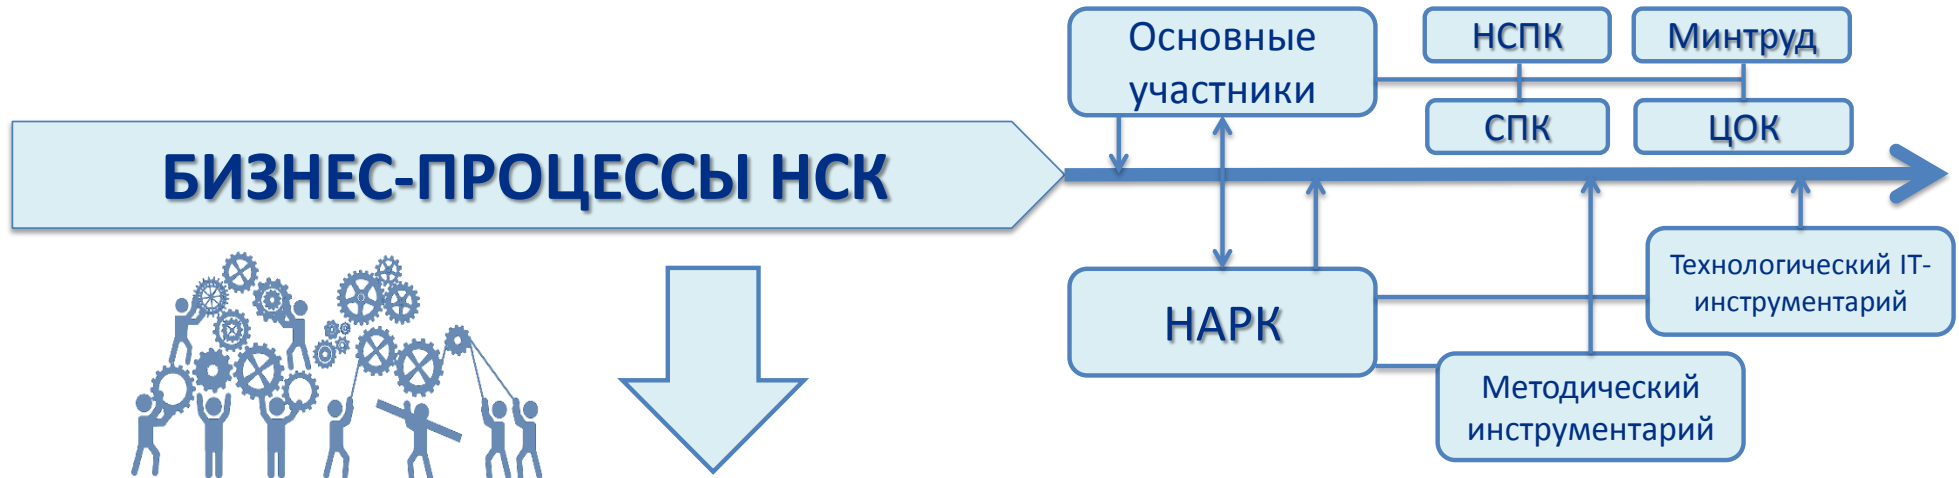 БИЗНЕС-ПРОЦЕССЫ НСК
Основные
участники
НСПК
Минтруд
СПК
ЦОК
НАРК
Технологический IT-
инструментарий
Методический
инструментарий